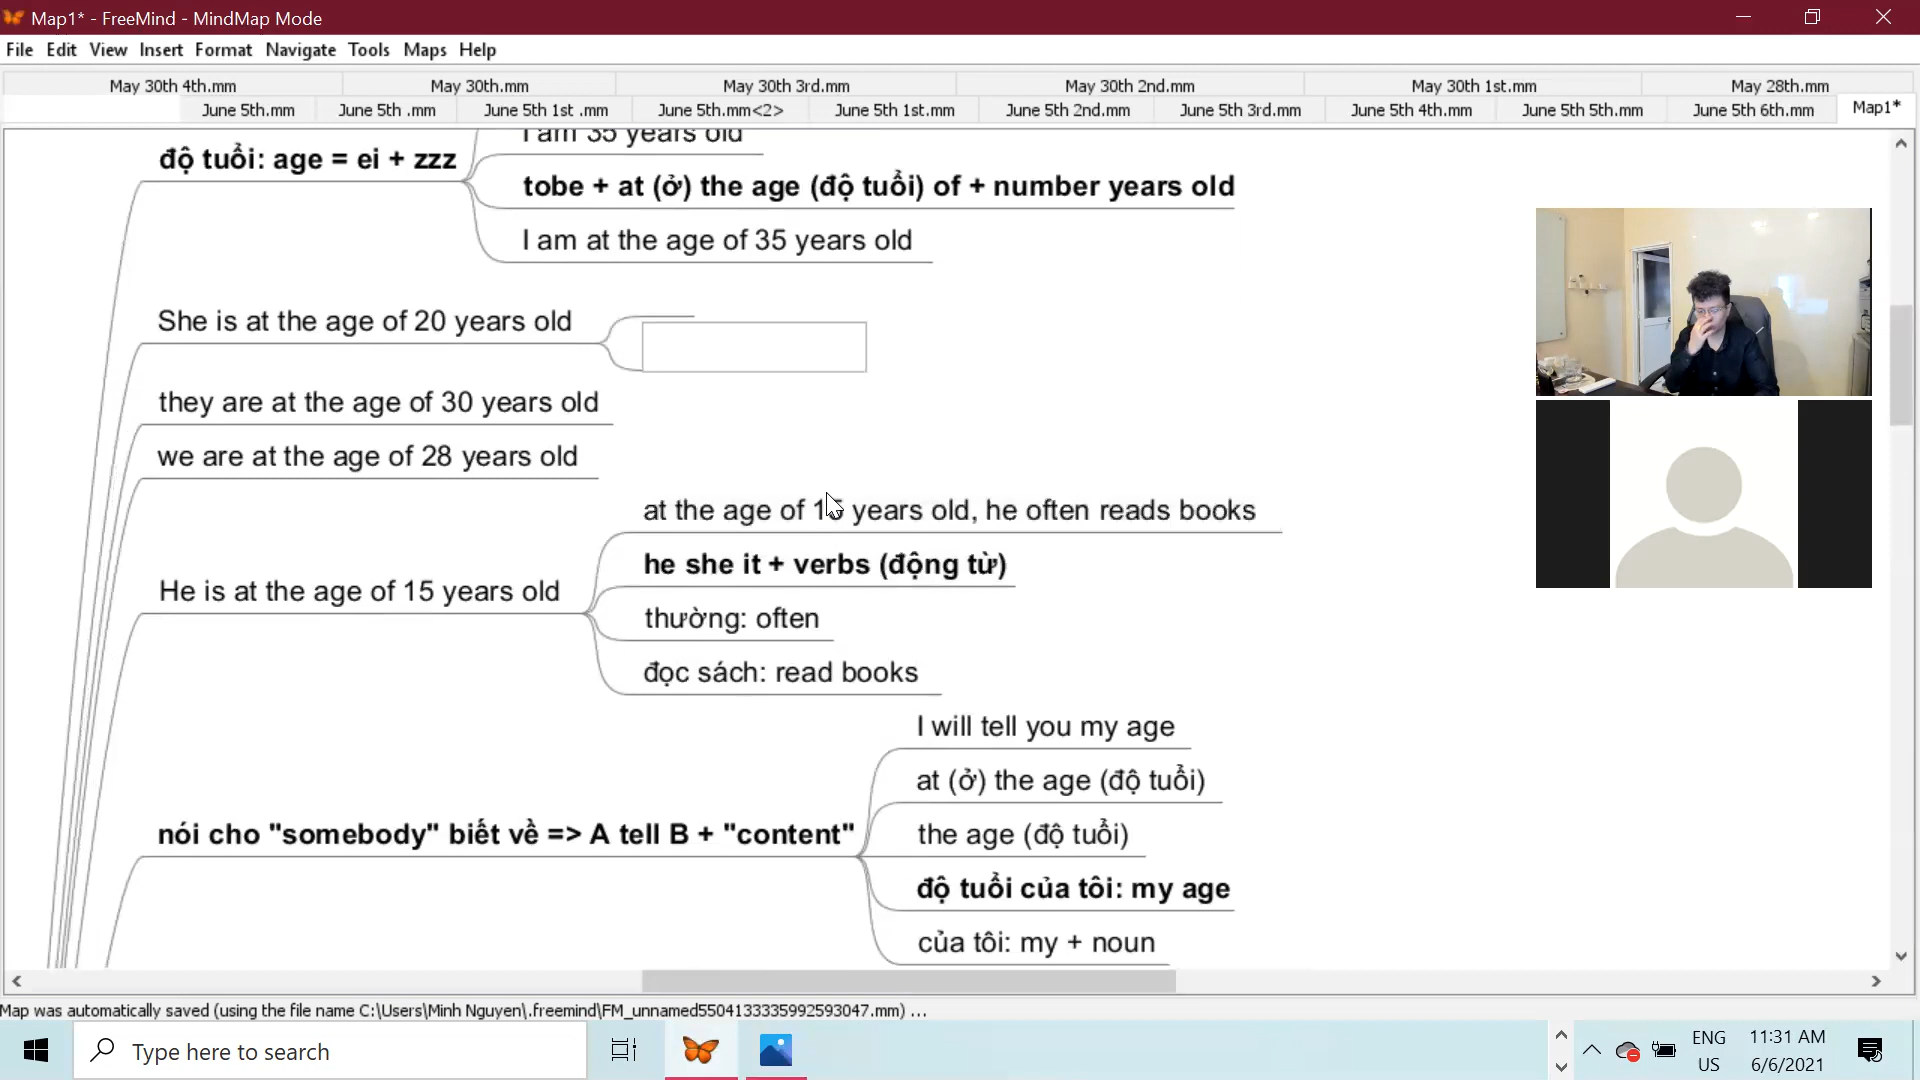 Map1* - FreeMind - MindMap Mode
File Edit View Insert Format Navigate Tools Maps Help
May 30th 4th.mm May 30th.mm May 30th 3rd.mm May 30th 2nd.mm May 30th 1st.mm May 28th.mm
June 5th.mm June 5th .mm June 5th 1st .mm June 5th.mm<2> June 5th 1st.mm June 5th 2nd.mm June 5th 3rd.mm June 5th 4th.mm June 5th 5th.mm June 5th 6th.mm Map1*
I am 35 years old
độ tuổi: age = ei + zzz
tobe + at (ở) the age (độ tuổi) of + number years old
I am at the age of 35 years old
She is at the age of 20 years old
they are at the age of 30 years old
we are at the age of 28 years old
at the age of 15 years old, he often reads books
he she it + verbs (động từ)
He is at the age of 15 years old
thường: often
đọc sách: read books
I will tell you my age
at (ở) the age (độ tuổi)
nói cho "somebody" biết về => A tell B + "content"
the age (độ tuổi)
độ tuổi của tôi: my age
của tôi: my + noun
Map was automatically saved (using the file name C:\Users\Minh Nguyen\.freemind\FM_unnamed5504133335992593047.mm) ...
Type here to search
ENG
US
11:31 AM
6/6/2021